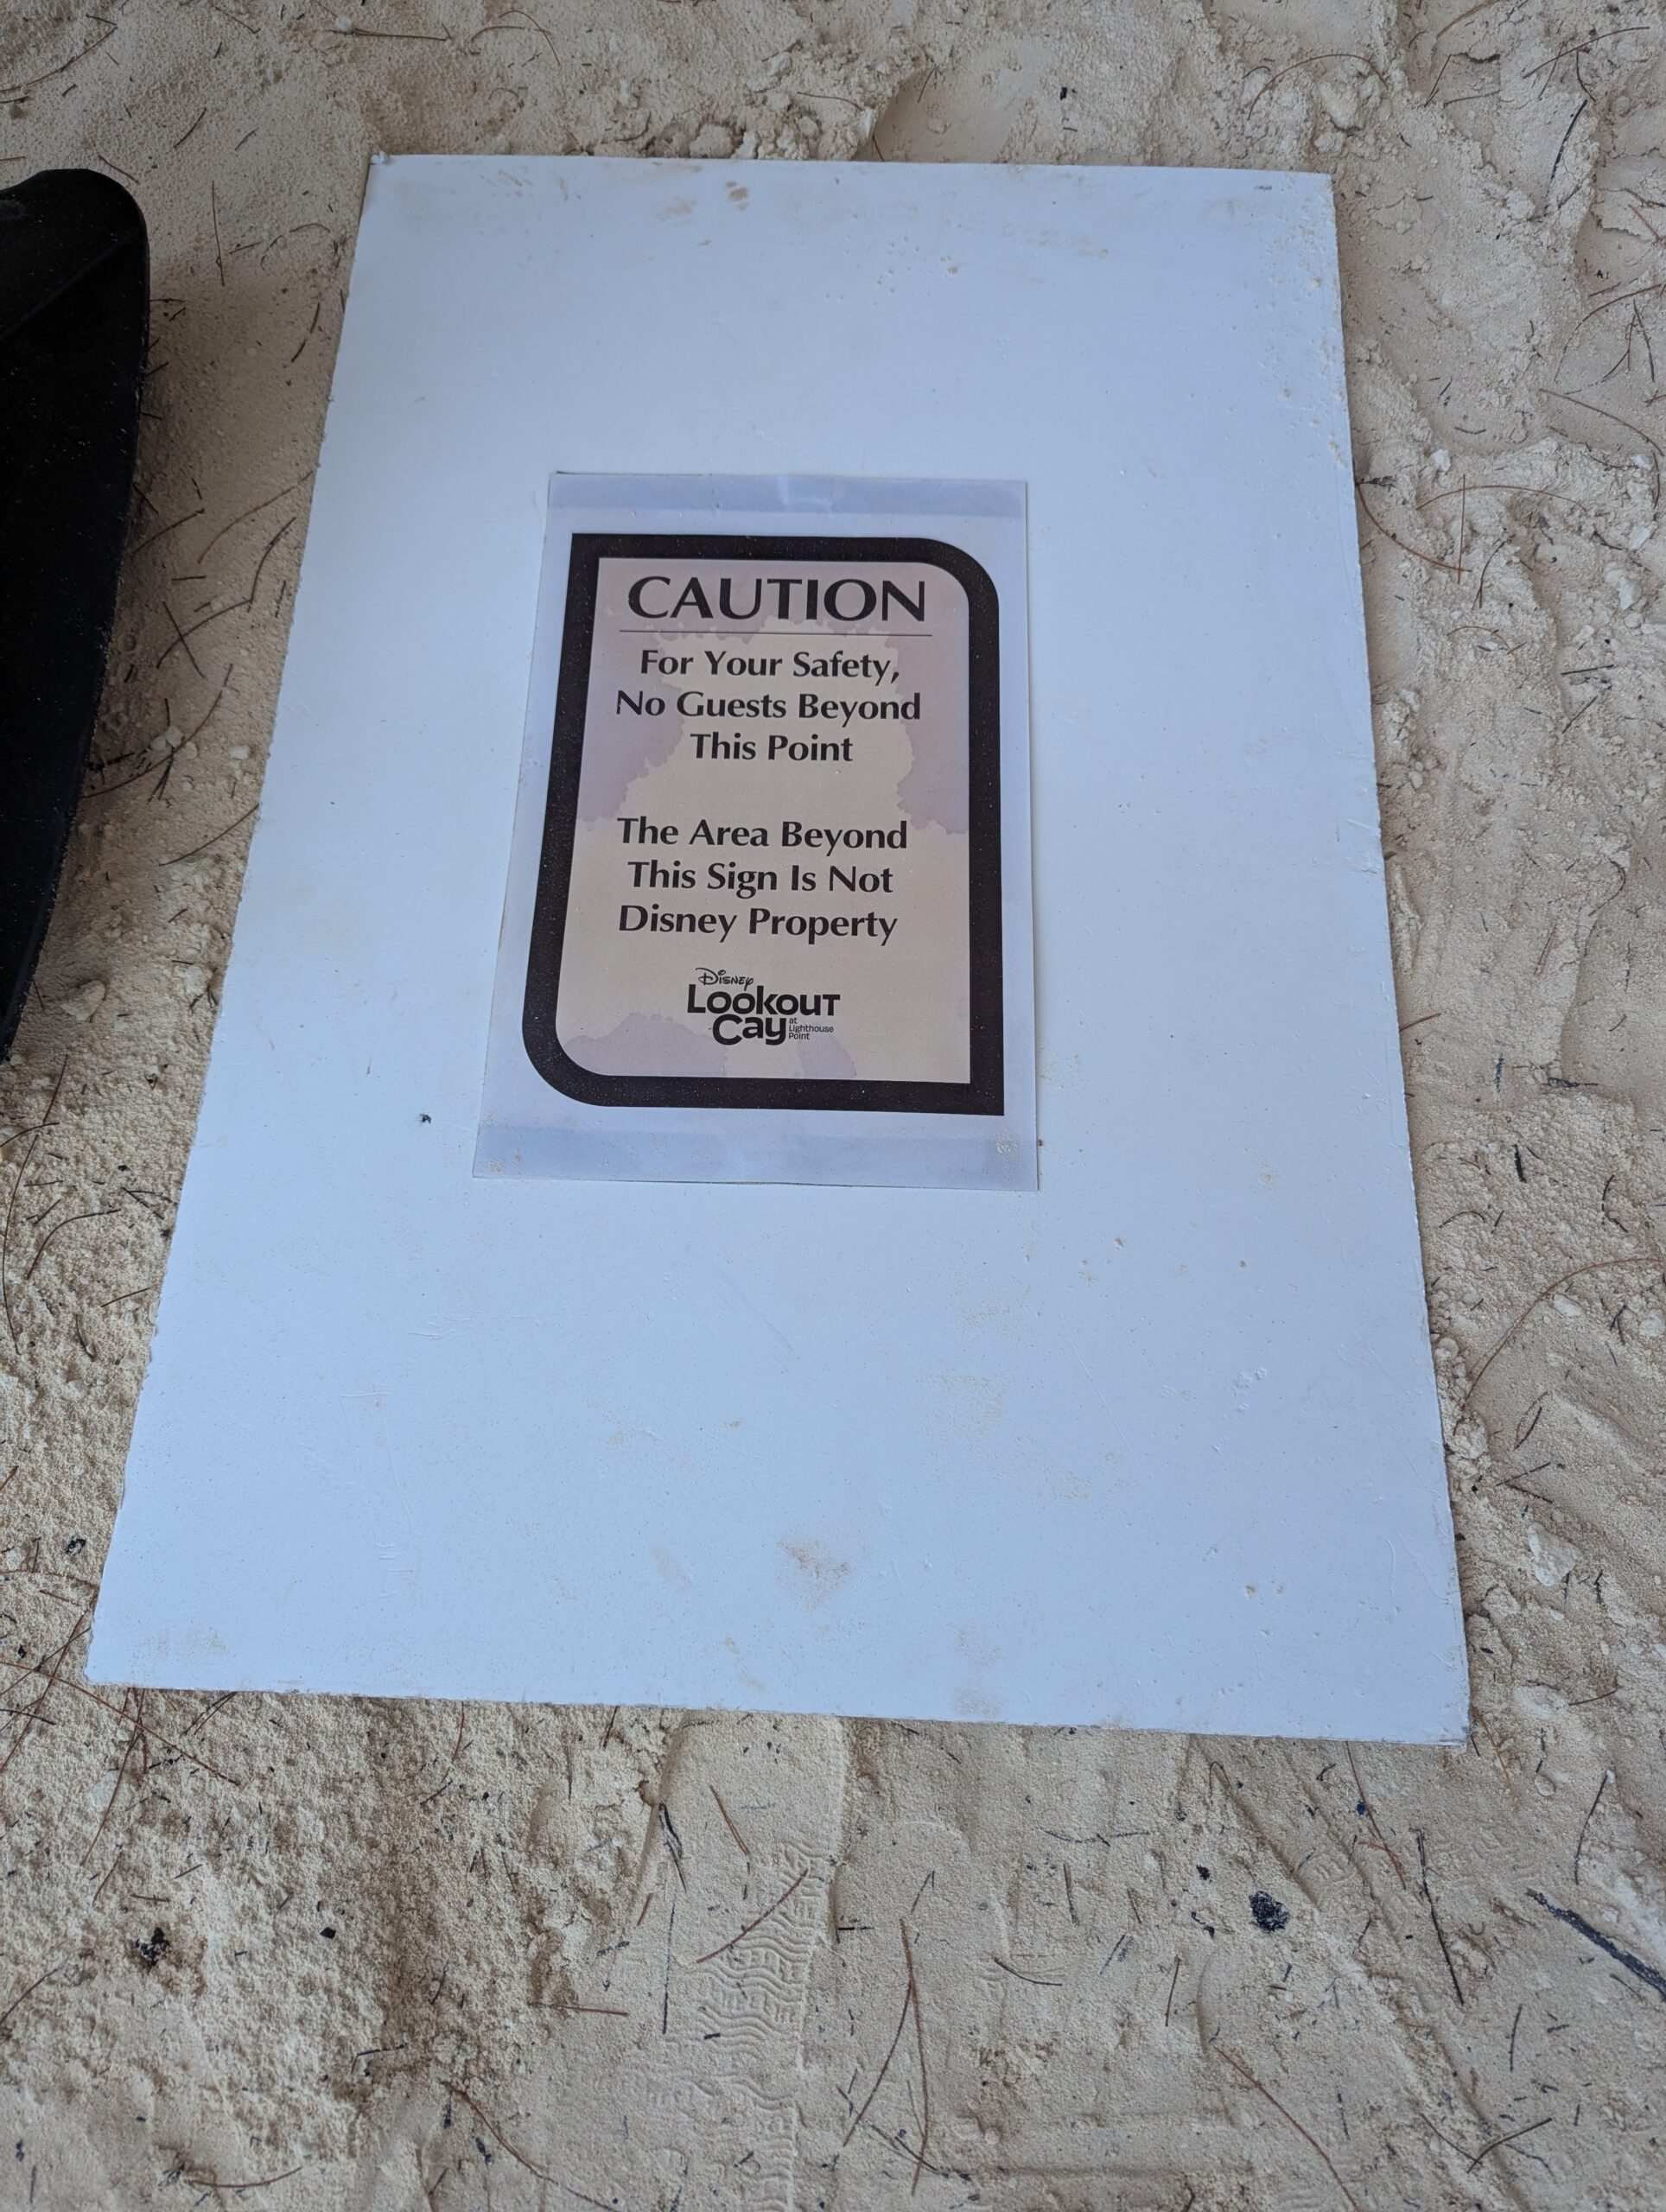 CAUTION
For Your Safety,
No Guests Beyond
This Point
The Area Beyond
This Sign Is Not
Disney Property
Disney
Lookout
Cay
at
Lighthouse
Point